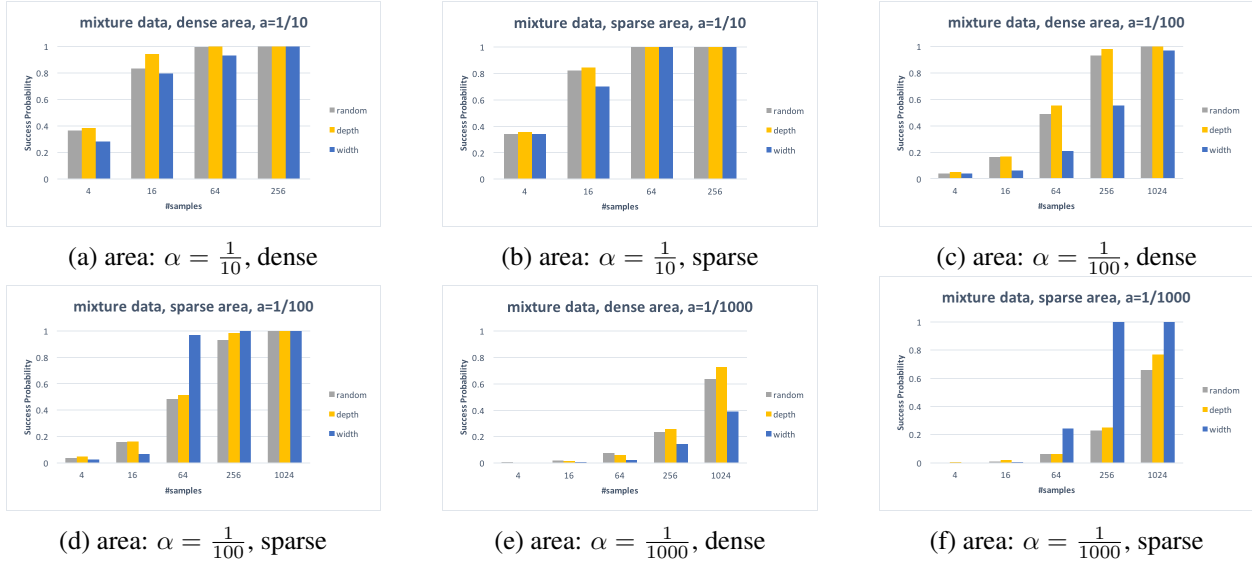 mixture data, dense area, a=1/10
Success Probability
1
0.8
0.6
0.4
0.2
0
4 16 64 256
#samples
random
depth
width
(a) area: α = 1/10, dense
mixture data, sparse area, a=1/10
Success Probability
1
0.8
0.6
0.4
0.2
0
4 16 64 256
#samples
random
depth
width
(b) area: α = 1/10, sparse
mixture data, dense area, a=1/100
Success Probability
1
0.8
0.6
0.4
0.2
0
4 16 64 256 1024
#samples
random
depth
width
(c) area: α = 1/100, dense
mixture data, sparse area, a=1/100
Success Probability
1
0.8
0.6
0.4
0.2
0
4 16 64 256 1024
#samples
random
depth
width
(d) area: α = 1/100, sparse
mixture data, dense area, a=1/1000
Success Probability
1
0.8
0.6
0.4
0.2
0
4 16 64 256 1024
#samples
random
depth
width
(e) area: α = 1/1000, dense
mixture data, sparse area, a=1/1000
Success Probability
1
0.8
0.6
0.4
0.2
0
4 16 64 256 1024
#samples
random
depth
width
(f) area: α = 1/1000, sparse